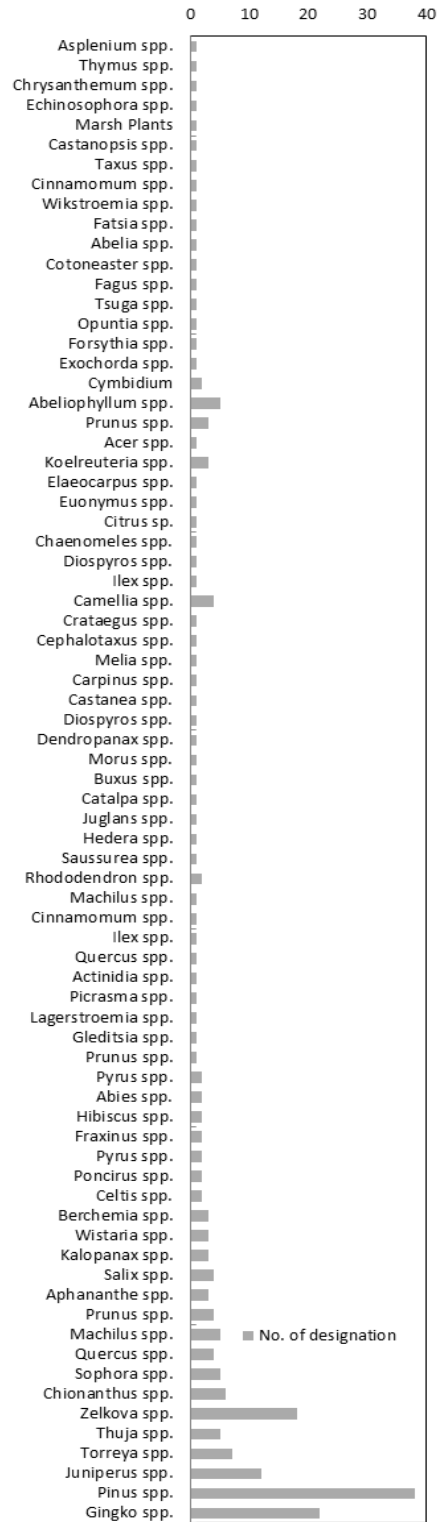 0 10 20 30 40
Asplenium spp.
Thymus spp.
Chrysanthemum spp.
Echinosophora spp.
Marsh Plants
Castanopsis spp.
Taxus spp.
Cinnamomum spp.
Wikstroemia spp.
Fatsia spp.
Abelia spp.
Cotoneaster spp.
Fagus spp.
Tsuga spp.
Opuntia spp.
Forsythia spp.
Exochorda spp.
Cymbidium
Abeliophyllum spp.
Prunus spp.
Acer spp.
Koelreuteria spp.
Elaeocarpus spp.
Euonymus spp.
Citrus sp.
Chaenomeles spp.
Diospyros spp.
Ilex spp.
Camellia spp.
Crataegus spp.
Cephalotaxus spp.
Melia spp.
Carpinus spp.
Castanea spp.
Diospyros spp.
Dendropanax spp.
Morus spp.
Buxus spp.
Catalpa spp.
Juglans spp.
Hedera spp.
Saussurea spp.
Rhododendron spp.
Machilus spp.
Cinnamomum spp.
Ilex spp.
Quercus spp.
Actinidia spp.
Picrasma spp.
Lagerstroemia spp.
Gleditsia spp.
Prunus spp.
Pyrus spp.
Abies spp.
Hibiscus spp.
Fraxinus spp.
Pyrus spp.
Poncirus spp.
Celtis spp.
Berchemia spp.
Wistaria spp.
Kalopanax spp.
Salix spp.
Aphananthe spp.
Prunus spp.
Machilus spp. No. of designation
Quercus spp.
Sophora spp.
Chionanthus spp.
Zelkova spp.
Thuja spp.
Torreya spp.
Juniperus spp.
Pinus spp.
Gingko spp.